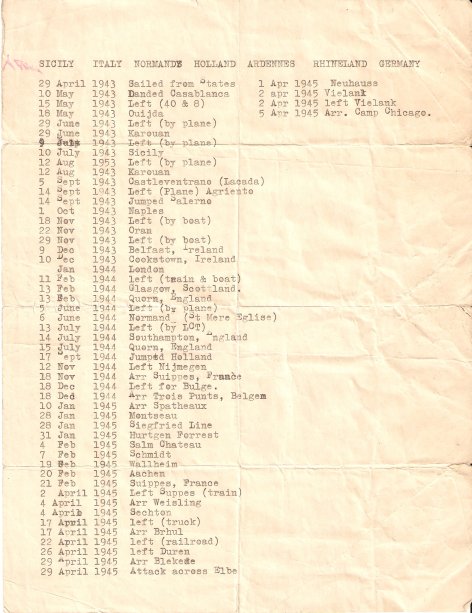 SICILY ITALY NORMANDY HOLLAND ARDENNES RHINELAND GERMANY
29 April 1943 Sailed from States
10 May 1943 Landed Casablanca
15 May 1943 Left (40 & 8)
18 May 1943 Ouijda
29 June 1943 Left (by plane)
29 June 1943 Karouan
9 July 1943 Left (by plane)
10 July 1943 Sicily
12 Aug 1953 Left (by plane)
12 Aug 1943 Karouan
5 Sept 1943 Castleventrano (Lacada)
14 Sept 1943 Left (Plane) Agriento
14 Sept 1943 Jumped Salerno
1 Oct 1943 Naples
18 Nov 1943 Left (by boat)
22 Nov 1943 Oran
29 Nov 1943 Left (by boat)
9 Dec 1943 Belfast, Ireland
10 Dec 1943 Cookstown, Ireland
Jan 1944 London
11 Feb 1944 left (train & boat)
13 Feb 1944 Glasgow, Scottland.
13 Feb 1944 Quorn, England
5 June 1944 Left (by plane)
6 June 1944 Normand (St Mere Eglise)
13 July 1944 Left (by LCT)
14 July 1944 Southampton, England
15 July 1944 Quorn, England
17 Sept 1944 Jumped Holland
12 Nov 1944 Left Nijmegen
18 Nov 1944 Arr Suippes, France
18 Dec 1944 Left for Bulge.
18 Ded 1944 Arr Trois Punts, Belgem
10 Jan 1945 Arr Spatheaux
28 Jan 1945 Montseau
28 Jan 1945 Siegfried Line
31 Jan 1945 Hurtgen Forrest
4 Feb 1945 Salm Chateau
7 Feb 1945 Schmidt
19 Feb 1945 Wallheim
20 Feb 1945 Aachen
21 Feb 1945 Suippes, France
2 April 1945 Left Suppes (train)
4 April 1945 Arr Weisling
4 April 1945 Sechton
17 April 1945 left (truck)
17 April 1945 Arr Brhul
22 April 1945 left (railroad)
26 April 1945 left Duren
29 April 1945 Arr Blekede
29 April 1945 Attack across Elbe
1 Apr 1945 Neuhauss
2 apr 1945 Vielank
2 Apr 1945 left Vielank
5 Apr 1945 Arr. Camp Chicago.